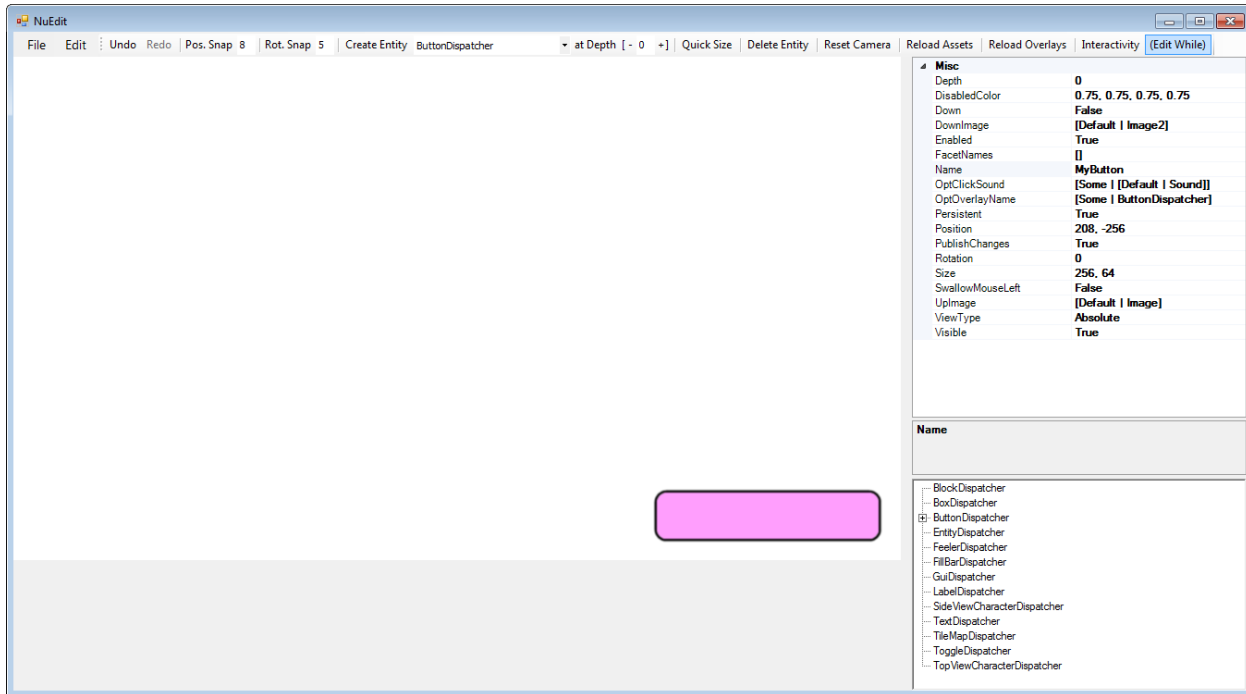 NuEdit
File Edit Undo Redo Pos. Snap 8 Rot. Snap 5 Create Entity ButtonDispatcher at Depth [ - 0 +] Quick Size Delete Entity Reset Camera Reload Assets Reload Overlays Interactivity (Edit While)
Misc
Depth 0
DisabledColor 0.75, 0.75, 0.75, 0.75
Down False
DownImage [Default | Image2]
Enabled True
FacetNames []
Name MyButton
OptClickSound [Some | [Default | Sound]]
OptOverlayName [Some | ButtonDispatcher]
Persistent True
Position 208, -256
PublishChanges True
Rotation 0
Size 256, 64
SwallowMouseLeft False
UpImage [Default | Image]
ViewType Absolute
Visible True
Name
BlockDispatcher
BoxDispatcher
ButtonDispatcher
EntityDispatcher
FeelerDispatcher
FillBarDispatcher
GuiDispatcher
LabelDispatcher
SideViewCharacterDispatcher
TextDispatcher
TileMapDispatcher
ToggleDispatcher
TopViewCharacterDispatcher